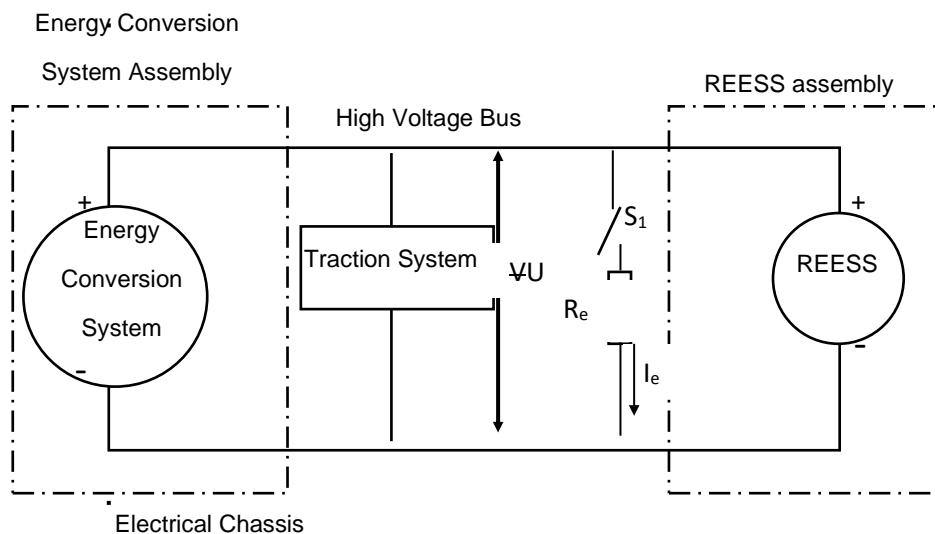 Energy Conversion
System Assembly
REESS assembly
High Voltage Bus
+
+
Energy
Conversion
System
Traction System
V̶U
S₁
REESS
Rₑ
-
-
Iₑ
Electrical Chassis